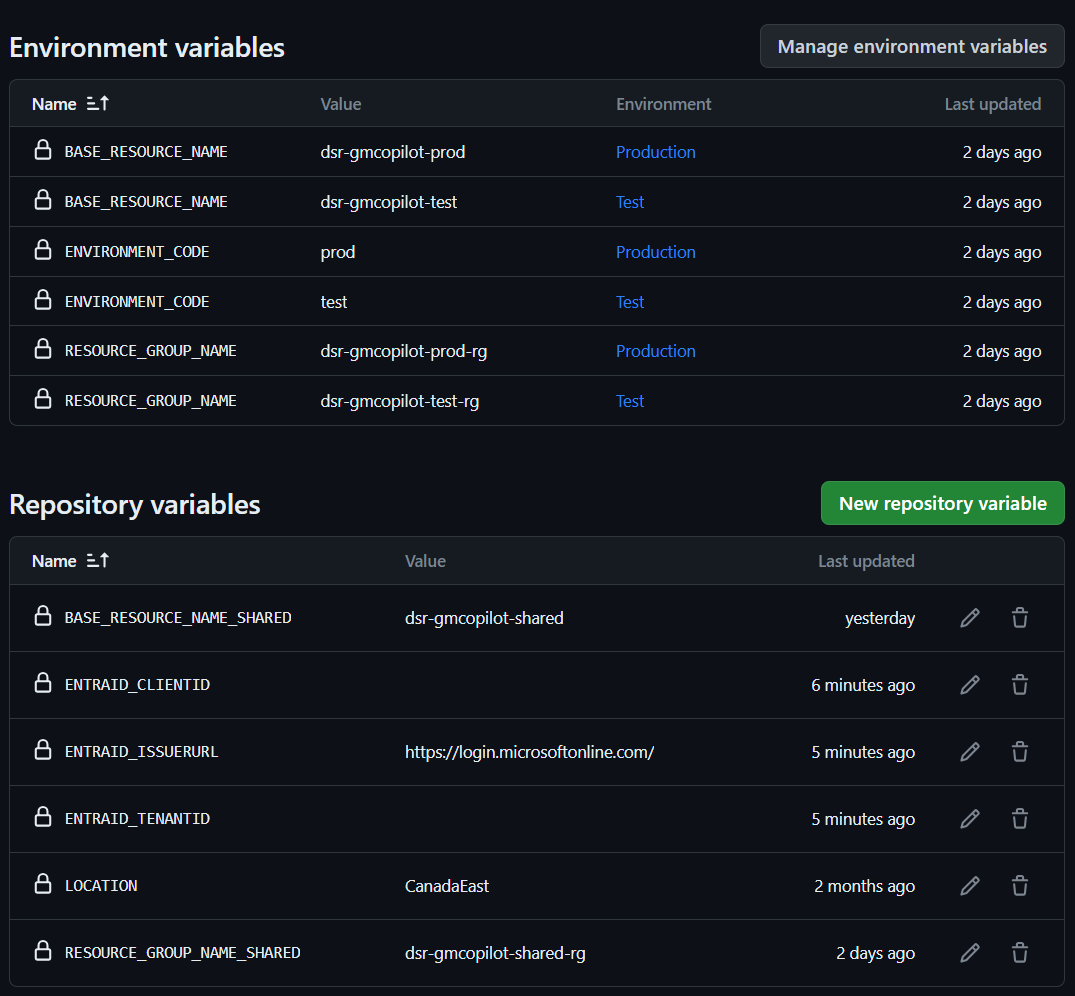 Environment variables
Manage environment variables
Name Value Environment Last updated
BASE_RESOURCE_NAME dsr-gmcopilot-prod Production 2 days ago
BASE_RESOURCE_NAME dsr-gmcopilot-test Test 2 days ago
ENVIRONMENT_CODE prod Production 2 days ago
ENVIRONMENT_CODE test Test 2 days ago
RESOURCE_GROUP_NAME dsr-gmcopilot-prod-rg Production 2 days ago
RESOURCE_GROUP_NAME dsr-gmcopilot-test-rg Test 2 days ago
Repository variables
New repository variable
Name Value Last updated
BASE_RESOURCE_NAME_SHARED dsr-gmcopilot-shared yesterday
ENTRAID_CLIENTID 6 minutes ago
ENTRAID_ISSUERURL https://login.microsoftonline.com/ 5 minutes ago
ENTRAID_TENANTID 5 minutes ago
LOCATION CanadaEast 2 months ago
RESOURCE_GROUP_NAME_SHARED dsr-gmcopilot-shared-rg 2 days ago